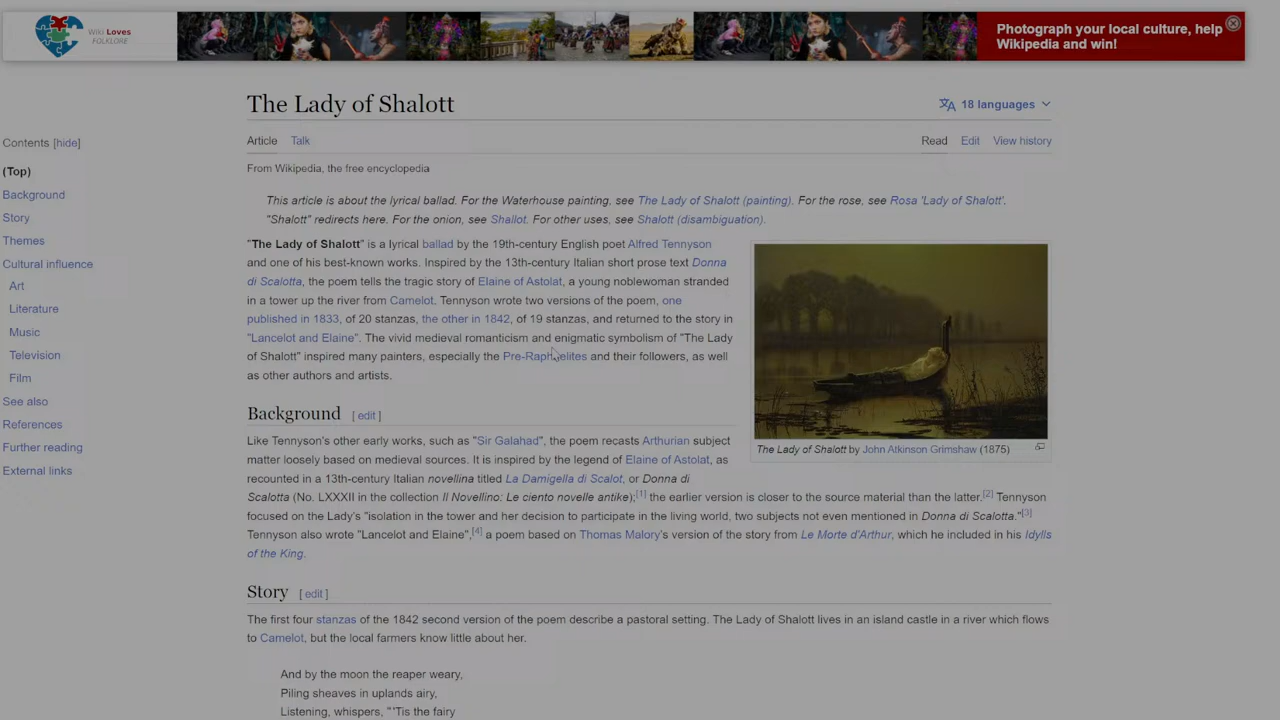 Wiki Loves
FOLKLORE
Photograph your local culture, help
Wikipedia and win!
The Lady of Shalott
18 languages
Article Talk
Read Edit View history
From Wikipedia, the free encyclopedia
Contents [hide]
(Top)
Background
Story
Themes
Cultural influence
Art
Literature
Music
Television
Film
See also
References
Further reading
External links
This article is about the lyrical ballad. For the Waterhouse painting, see The Lady of Shalott (painting). For the rose, see Rosa 'Lady of Shalott'.
"Shalott" redirects here. For the onion, see Shallot. For other uses, see Shalott (disambiguation).
"The Lady of Shalott" is a lyrical ballad by the 19th-century English poet Alfred Tennyson
and one of his best-known works. Inspired by the 13th-century Italian short prose text Donna
di Scalotta, the poem tells the tragic story of Elaine of Astolat, a young noblewoman stranded
in a tower up the river from Camelot. Tennyson wrote two versions of the poem, one
published in 1833, of 20 stanzas, the other in 1842, of 19 stanzas, and returned to the story in
"Lancelot and Elaine". The vivid medieval romanticism and enigmatic symbolism of "The Lady
of Shalott" inspired many painters, especially the Pre-Raphaelites and their followers, as well
as other authors and artists.
The Lady of Shalott by John Atkinson Grimshaw (1875)
Background [ edit ]
Like Tennyson's other early works, such as "Sir Galahad", the poem recasts Arthurian subject
matter loosely based on medieval sources. It is inspired by the legend of Elaine of Astolat, as
recounted in a 13th-century Italian novellina titled La Damigella di Scalot, or Donna di
Scalotta (No. LXXXII in the collection Il Novellino: Le ciento novelle antike);[1] the earlier version is closer to the source material than the latter.[2] Tennyson
focused on the Lady's "isolation in the tower and her decision to participate in the living world, two subjects not even mentioned in Donna di Scalotta."[3]
Tennyson also wrote "Lancelot and Elaine",[4] a poem based on Thomas Malory's version of the story from Le Morte d'Arthur, which he included in his Idylls
of the King.
Story [ edit ]
The first four stanzas of the 1842 second version of the poem describe a pastoral setting. The Lady of Shalott lives in an island castle in a river which flows
to Camelot, but the local farmers know little about her.
And by the moon the reaper weary,
Piling sheaves in uplands airy,
Listening, whispers, "'Tis the fairy